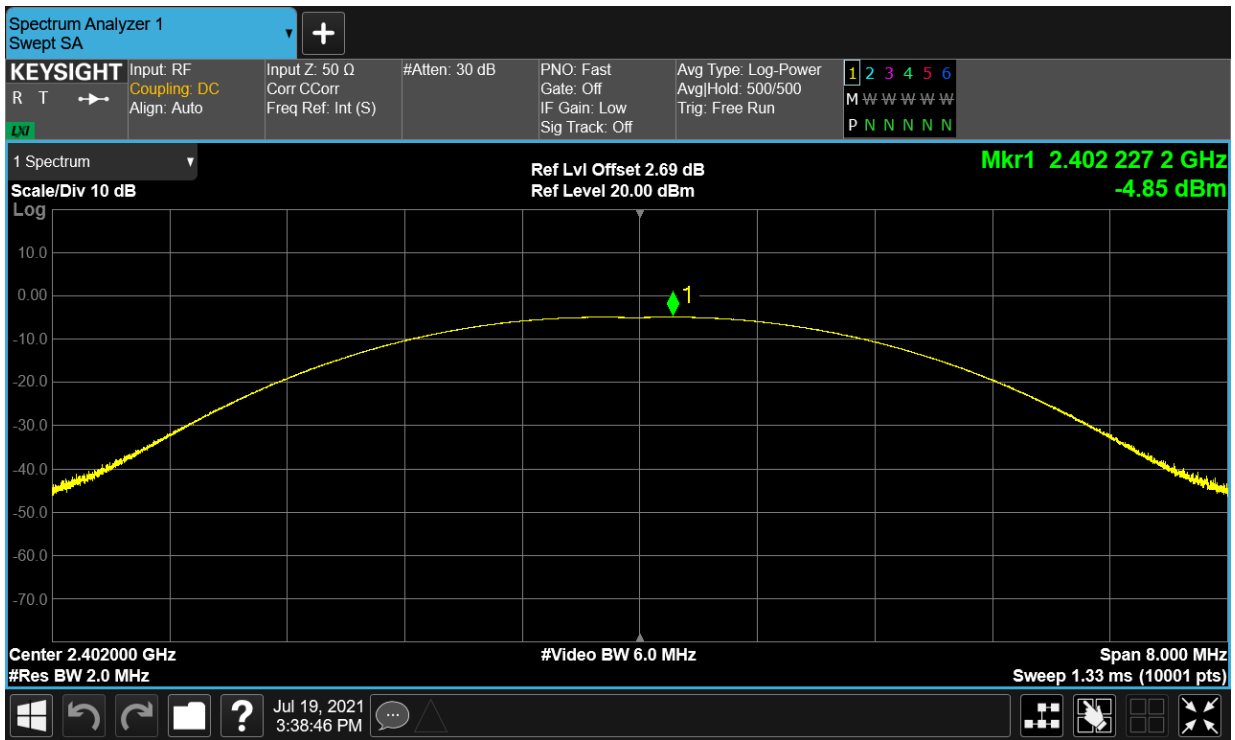 Spectrum Analyzer 1
Swept SA
KEYSIGHT
R T
LXI
Input: RF
Coupling: DC
Align: Auto
Input Z: 50 Ω
Corr CCorr
Freq Ref: Int (S)
#Atten: 30 dB
PNO: Fast
Gate: Off
IF Gain: Low
Sig Track: Off
Avg Type: Log-Power
Avg|Hold: 500/500
Trig: Free Run
1 2 3 4 5 6
M W W W W W
P N N N N N
1 Spectrum
Scale/Div 10 dB
Log
Ref Lvl Offset 2.69 dB
Ref Level 20.00 dBm
Mkr1 2.402 227 2 GHz
-4.85 dBm
10.0
0.00
1
-10.0
-20.0
-30.0
-40.0
-50.0
-60.0
-70.0
Center 2.402000 GHz
#Res BW 2.0 MHz
#Video BW 6.0 MHz
Span 8.000 MHz
Sweep 1.33 ms (10001 pts)
?
Jul 19, 2021
3:38:46 PM